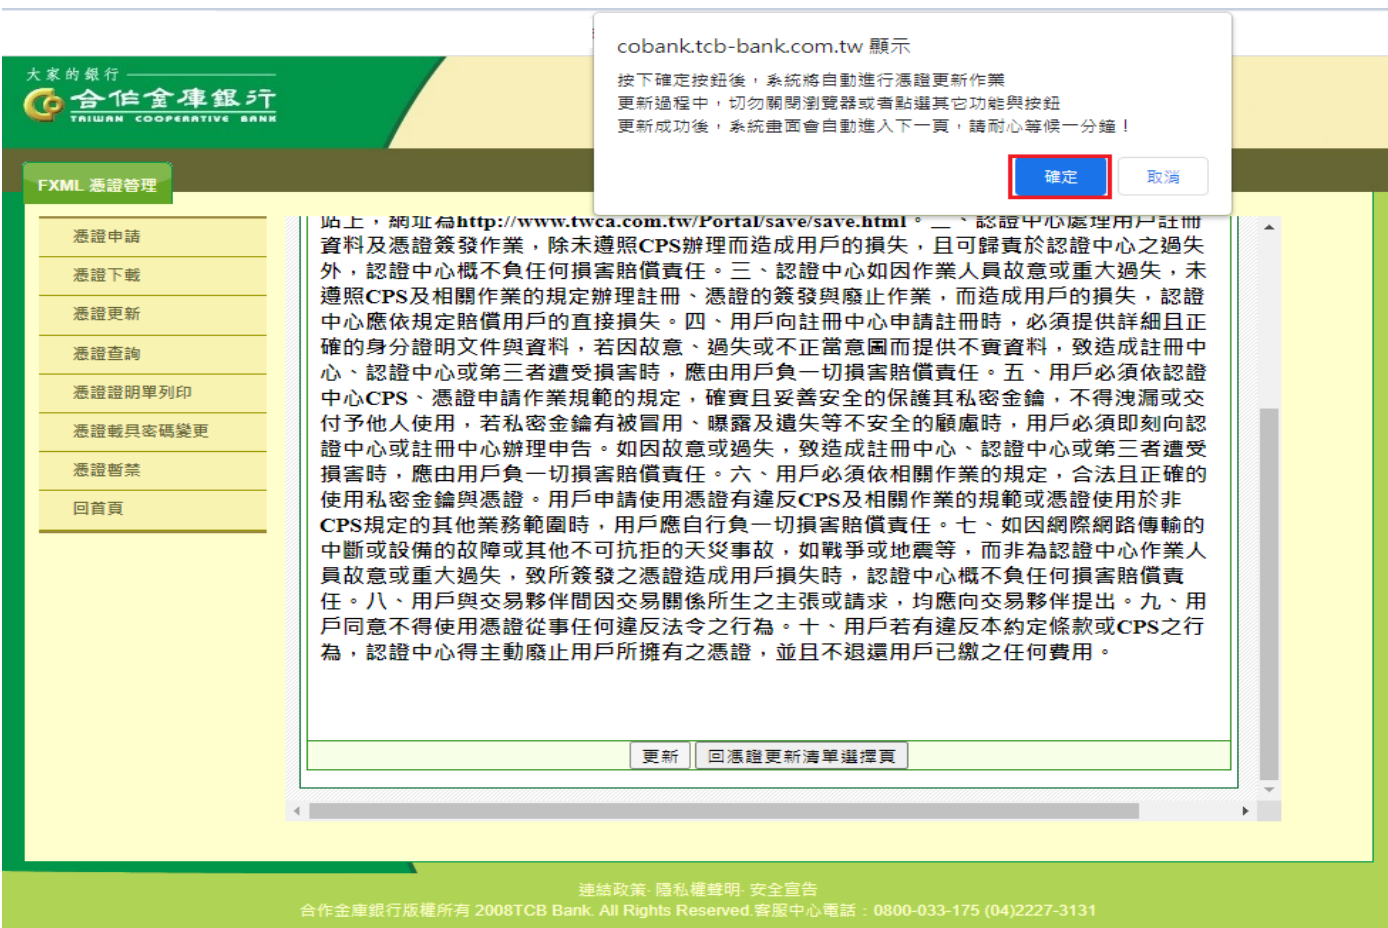 cobank.tcb-bank.com.tw 顯示
按下確定按鈕後，系統將自動進行憑證更新作業
更新過程中，切勿關閉瀏覽器或者點選其它功能與按鈕
更新成功後，系統畫面會自動進入下一頁，請耐心等候一分鐘！
確定
取消
大家的銀行
合作金庫銀行
TAIWAN COOPERATIVE BANK
FXML 憑證管理
憑證申請
憑證下載
憑證更新
憑證查詢
憑證證明單列印
憑證載具密碼變更
憑證暫禁
回首頁
站上，網址為http://www.twca.com.tw/Portal/save/save.html。二、認證中心處理用戶註冊
資料及憑證簽發作業，除未遵照CPS辦理而造成用戶的損失，且可歸責於認證中心之過失
外，認證中心概不負任何損害賠償責任。三、認證中心如因作業人員故意或重大過失，未
遵照CPS及相關作業的規定辦理註冊、憑證的簽發與廢止作業，而造成用戶的損失，認證
中心應依規定賠償用戶的直接損失。四、用戶向註冊中心申請註冊時，必須提供詳細且正
確的身分證明文件與資料，若因故意、過失或不正當意圖而提供不實資料，致造成註冊中
心、認證中心或第三者遭受損害時，應由用戶負一切損害賠償責任。五、用戶必須依認證
中心CPS、憑證申請作業規範的規定，確實且妥善安全的保護其私密金鑰，不得洩漏或交
付予他人使用，若私密金鑰有被冒用、曝露及遺失等不安全的顧慮時，用戶必須即刻向認
證中心或註冊中心辦理申告。如因故意或過失，致造成註冊中心、認證中心或第三者遭受
損害時，應由用戶負一切損害賠償責任。六、用戶必須依相關作業的規定，合法且正確的
使用私密金鑰與憑證。用戶申請使用憑證有違反CPS及相關作業的規範或憑證使用於非
CPS規定的其他業務範圍時，用戶應自行負一切損害賠償責任。七、如因網際網路傳輸的
中斷或設備的故障或其他不可抗拒的天災事故，如戰爭或地震等，而非為認證中心作業人
員故意或重大過失，致所簽發之憑證造成用戶損失時，認證中心概不負任何損害賠償責
任。八、用戶與交易夥伴間因交易關係所生之主張或請求，均應向交易夥伴提出。九、用
戶同意不得使用憑證從事任何違反法令之行為。十、用戶若有違反本約定條款或CPS之行
為，認證中心得主動廢止用戶所擁有之憑證，並且不退還用戶已繳之任何費用。
更新
回憑證更新清單選擇頁
連結政策‧隱私權聲明‧安全宣告
合作金庫銀行版權所有 2008TCB Bank. All Rights Reserved.客服中心電話：0800-033-175 (04)2227-3131